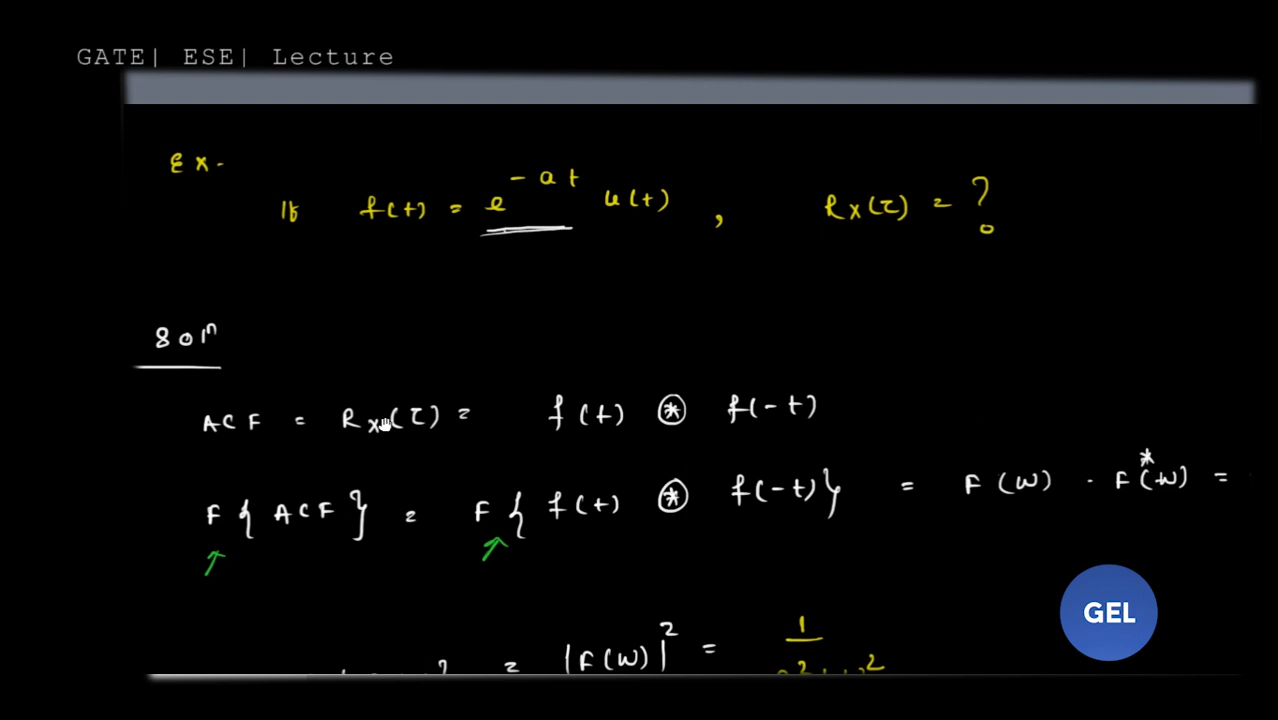 GATE| ESE| Lecture
Ex.
If f(t) = e^{-at} u(t) , Rx(τ) = ?
Soln
ACF = Rx(τ) = f(t) ⊛ f(-t)
F { ACF } = F { f(t) ⊛ f(-t) } = F(W) · F*(W) =
= |F(W)|² = 1
GEL